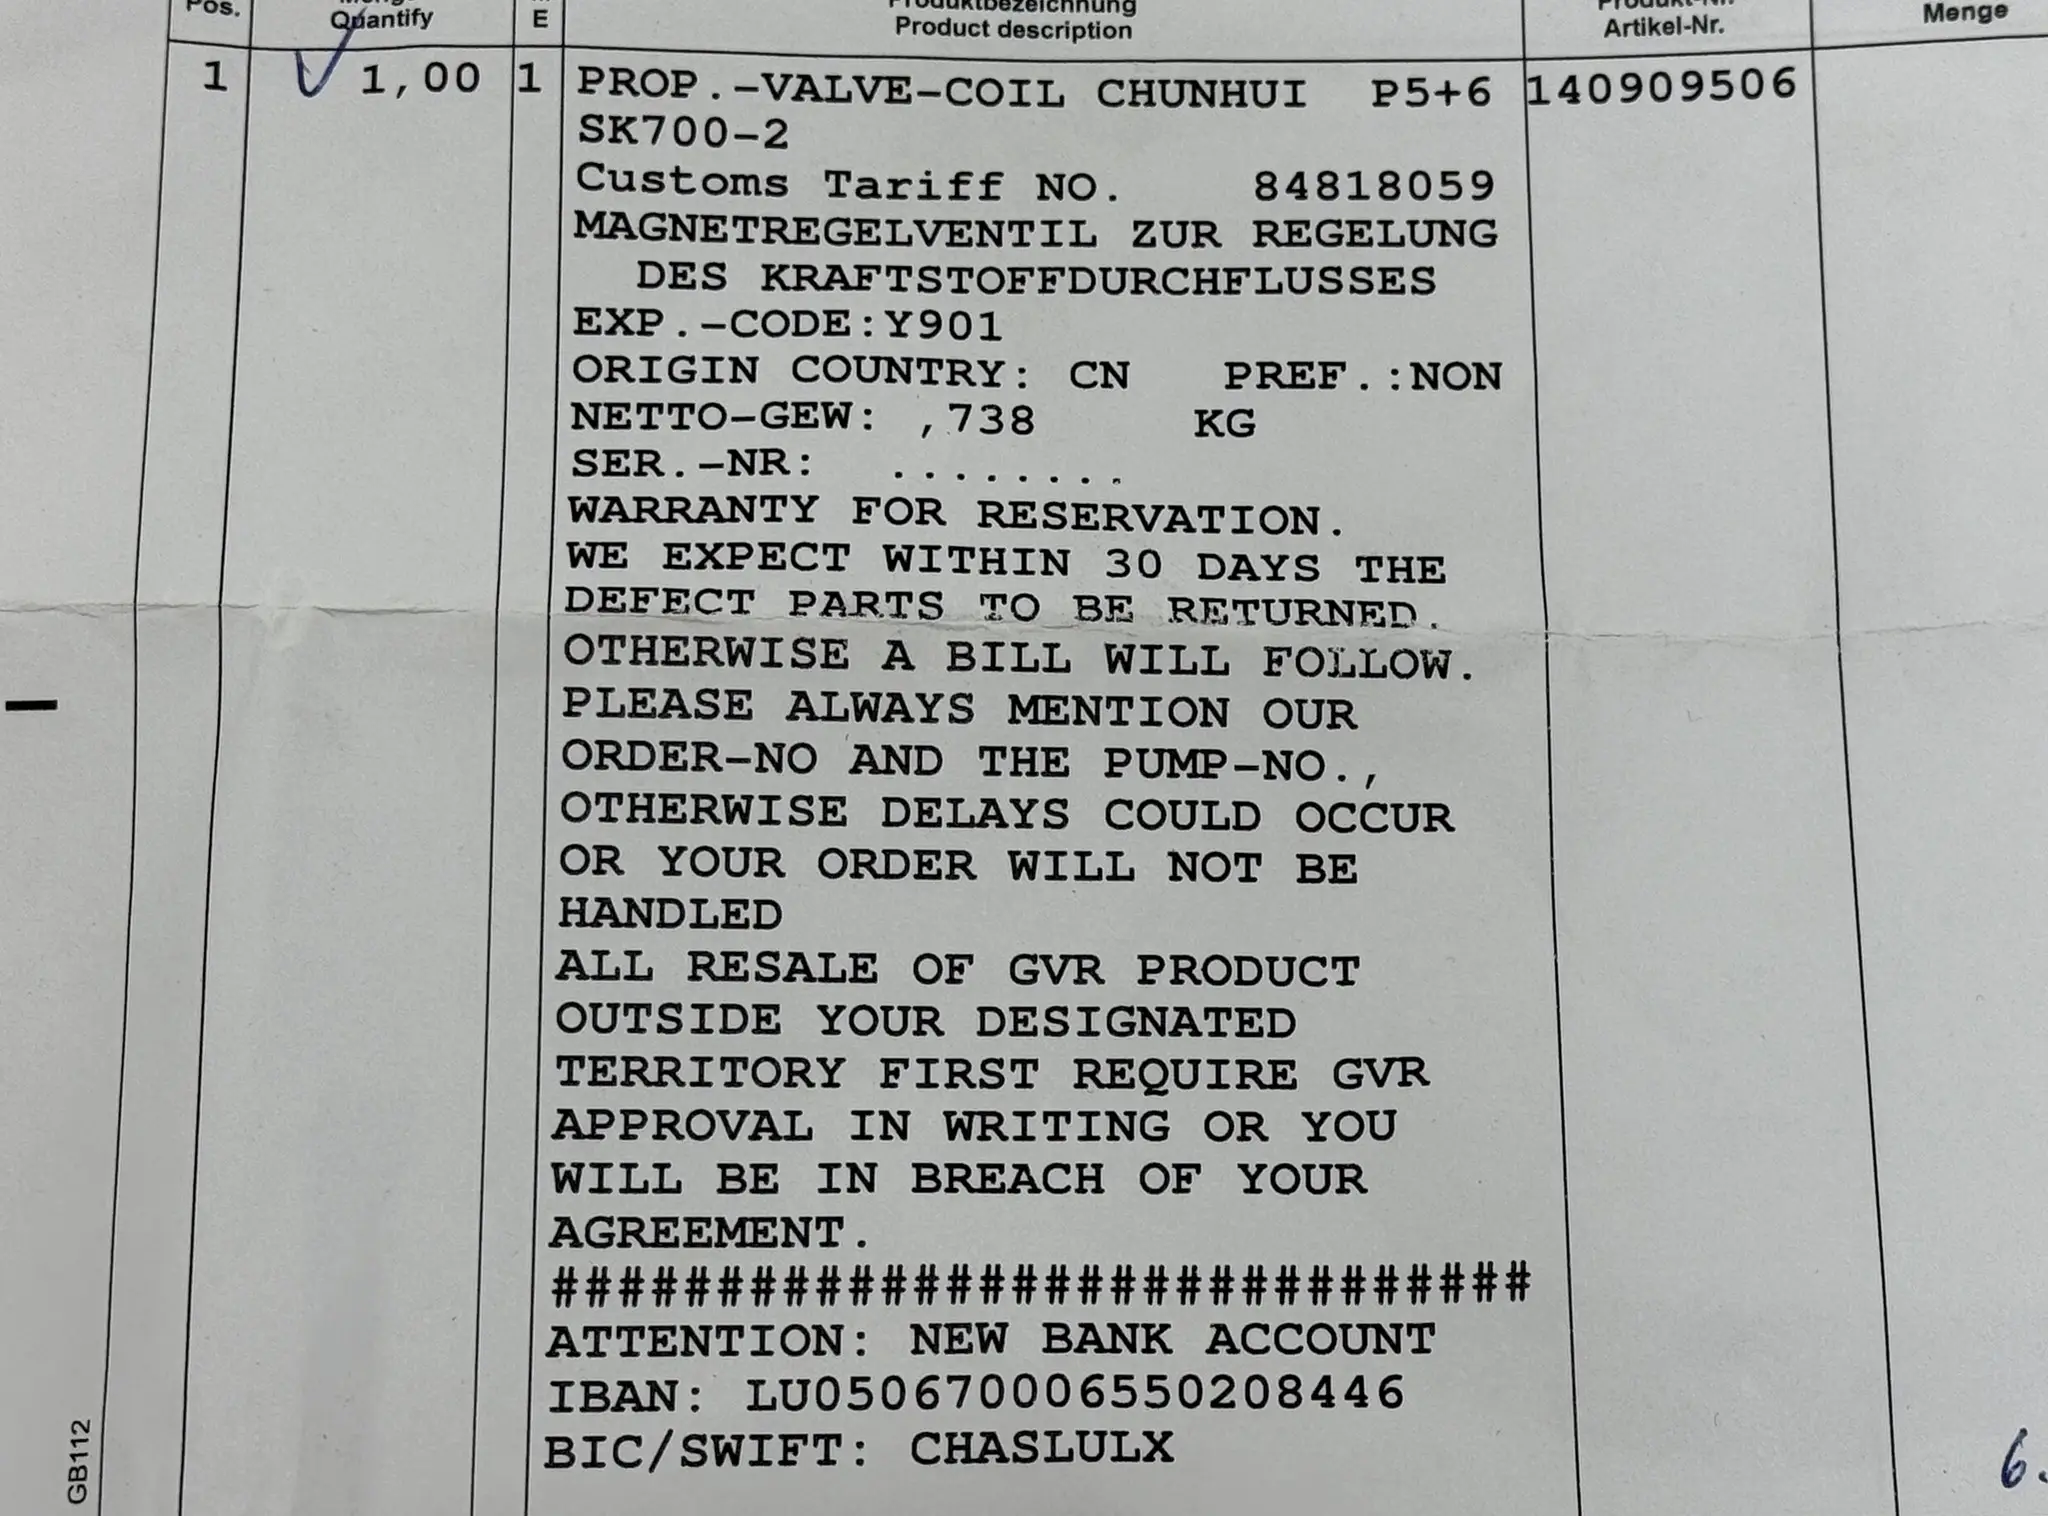 Pos.
Quantify
E
Produktbezeichnung
Product description
Produkt-Nr.
Artikel-Nr.
Menge
1 1,00 1 PROP.-VALVE-COIL CHUNHUI P5+6 140909506
SK700-2
Customs Tariff NO. 84818059
MAGNETREGELVENTIL ZUR REGELUNG
DES KRAFTSTOFFDURCHFLUSSES
EXP.-CODE:Y901
ORIGIN COUNTRY: CN PREF.:NON
NETTO-GEW: ,738 KG
SER.-NR: ........
WARRANTY FOR RESERVATION.
WE EXPECT WITHIN 30 DAYS THE
DEFECT PARTS TO BE RETURNED.
OTHERWISE A BILL WILL FOLLOW.
PLEASE ALWAYS MENTION OUR
ORDER-NO AND THE PUMP-NO.,
OTHERWISE DELAYS COULD OCCUR
OR YOUR ORDER WILL NOT BE
HANDLED
ALL RESALE OF GVR PRODUCT
OUTSIDE YOUR DESIGNATED
TERRITORY FIRST REQUIRE GVR
APPROVAL IN WRITING OR YOU
WILL BE IN BREACH OF YOUR
AGREEMENT.
##############################
ATTENTION: NEW BANK ACCOUNT
IBAN: LU050670006550208446
BIC/SWIFT: CHASLULX
GB112
6.